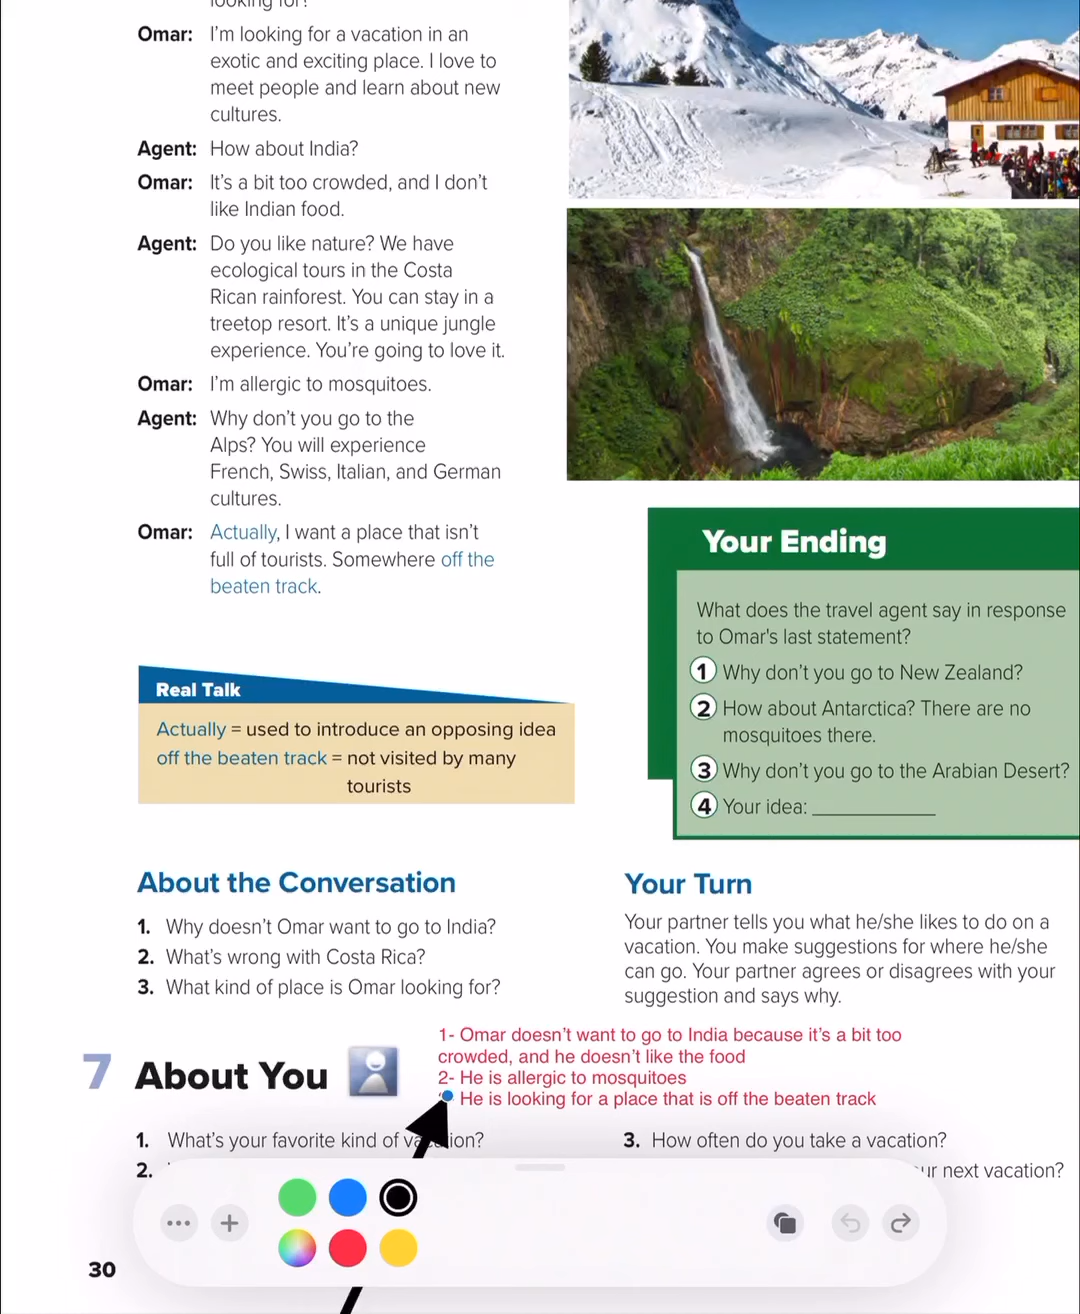 Omar: I'm looking for a vacation in an
exotic and exciting place. I love to
meet people and learn about new
cultures.
Agent: How about India?
Omar: It's a bit too crowded, and I don't
like Indian food.
Agent: Do you like nature? We have
ecological tours in the Costa
Rican rainforest. You can stay in a
treetop resort. It's a unique jungle
experience. You're going to love it.
Omar: I'm allergic to mosquitoes.
Agent: Why don't you go to the
Alps? You will experience
French, Swiss, Italian, and German
cultures.
Omar: Actually, I want a place that isn't
full of tourists. Somewhere off the
beaten track.
Real Talk
Actually = used to introduce an opposing idea
off the beaten track = not visited by many
tourists
Your Ending
What does the travel agent say in response
to Omar's last statement?
1 Why don't you go to New Zealand?
2 How about Antarctica? There are no
mosquitoes there.
3 Why don't you go to the Arabian Desert?
4 Your idea:
About the Conversation
1. Why doesn't Omar want to go to India?
2. What's wrong with Costa Rica?
3. What kind of place is Omar looking for?
Your Turn
Your partner tells you what he/she likes to do on a
vacation. You make suggestions for where he/she
can go. Your partner agrees or disagrees with your
suggestion and says why.
1- Omar doesn't want to go to India because it's a bit too
crowded, and he doesn't like the food
2- He is allergic to mosquitoes
He is looking for a place that is off the beaten track
7 About You
1. What's your favorite kind of
3. How often do you take a vacation?
2.
next vacation?
30